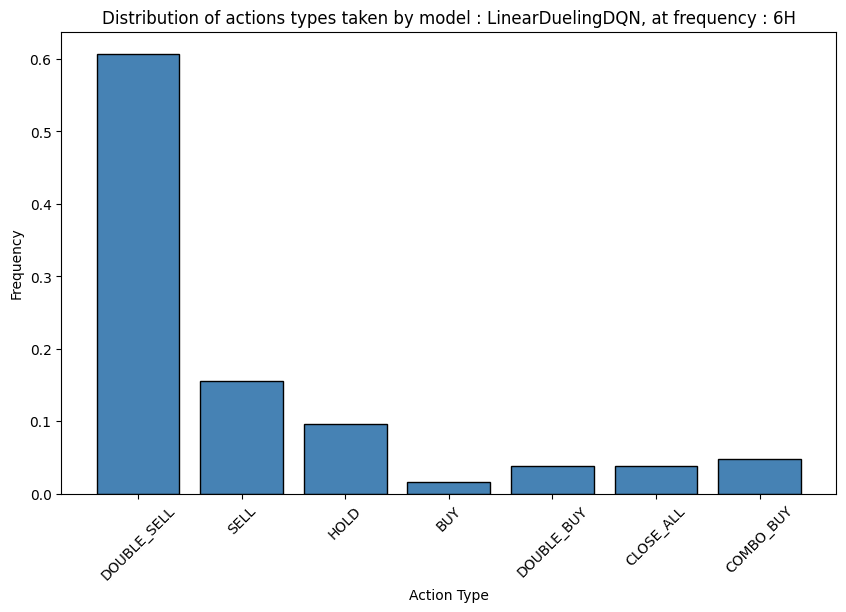 Distribution of actions types taken by model : LinearDuelingDQN, at frequency : 6H
Frequency
0.6
0.5
0.4
0.3
0.2
0.1
0.0
DOUBLE_SELL
SELL
HOLD
BUY
DOUBLE_BUY
CLOSE_ALL
COMBO_BUY
Action Type